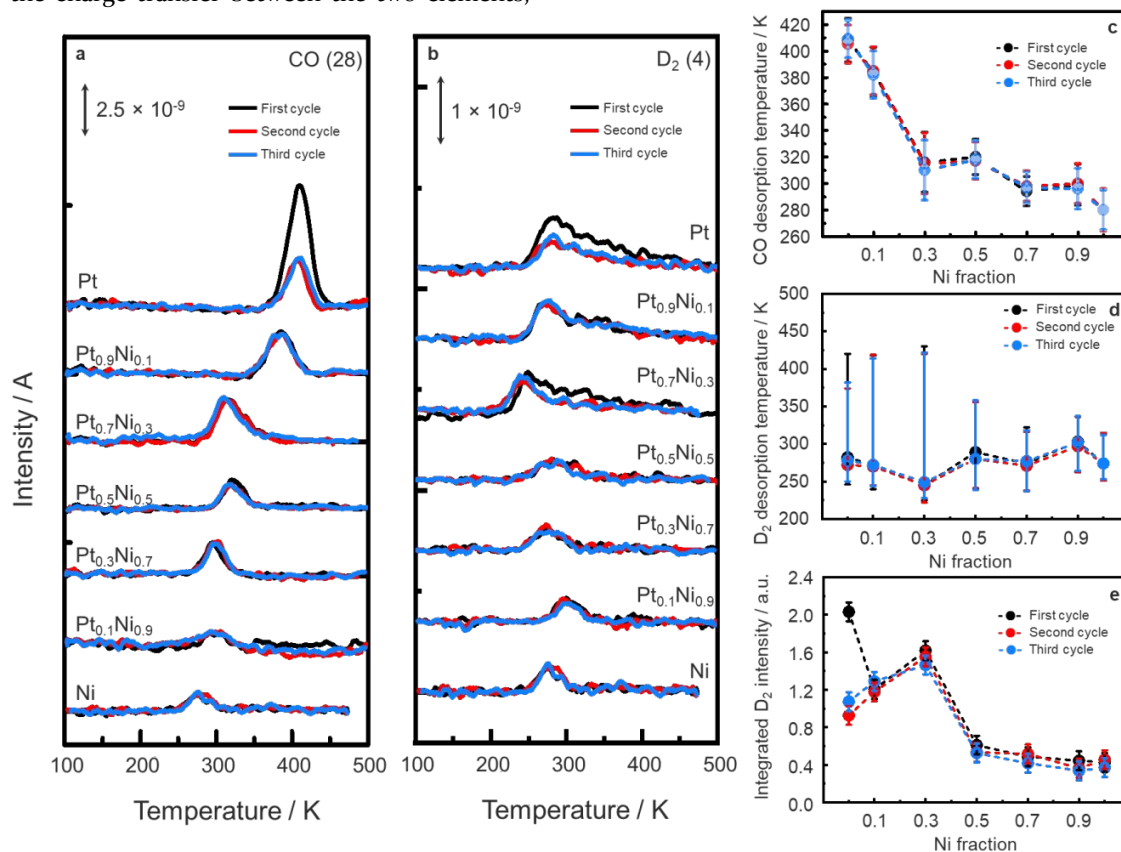 the charge transfer between the two elements,
a
CO (28)
2.5 × 10-9
First cycle
Second cycle
Third cycle
Pt
Pt0.9Ni0.1
Pt0.7Ni0.3
Pt0.5Ni0.5
Pt0.3Ni0.7
Pt0.1Ni0.9
Ni
Intensity / A
100 200 300 400 500
Temperature / K
b
D2 (4)
1 × 10-9
First cycle
Second cycle
Third cycle
Pt
Pt0.9Ni0.1
Pt0.7Ni0.3
Pt0.5Ni0.5
Pt0.3Ni0.7
Pt0.1Ni0.9
Ni
100 200 300 400 500
Temperature / K
c
First cycle
Second cycle
Third cycle
CO desorption temperature / K
420
400
380
360
340
320
300
280
260
0.1 0.3 0.5 0.7 0.9
Ni fraction
d
First cycle
Second cycle
Third cycle
D2 desorption temperature / K
500
450
400
350
300
250
200
0.1 0.3 0.5 0.7 0.9
e
First cycle
Second cycle
Third cycle
Integrated D2 intensity / a.u.
2.4
2.0
1.6
1.2
0.8
0.4
0.0
0.1 0.3 0.5 0.7 0.9
Ni fraction